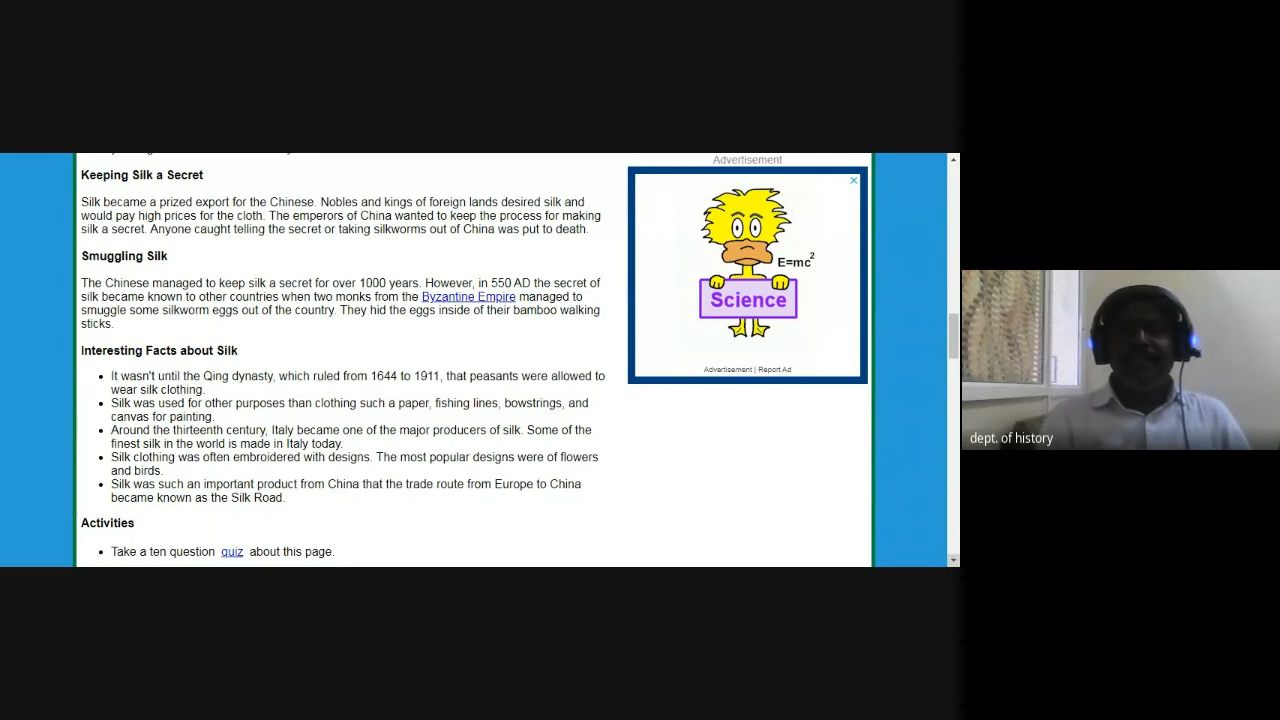 Keeping Silk a Secret
Silk became a prized export for the Chinese. Nobles and kings of foreign lands desired silk and
would pay high prices for the cloth. The emperors of China wanted to keep the process for making
silk a secret. Anyone caught telling the secret or taking silkworms out of China was put to death.
Smuggling Silk
The Chinese managed to keep silk a secret for over 1000 years. However, in 550 AD the secret of
silk became known to other countries when two monks from the Byzantine Empire managed to
smuggle some silkworm eggs out of the country. They hid the eggs inside of their bamboo walking
sticks.
Interesting Facts about Silk
• It wasn't until the Qing dynasty, which ruled from 1644 to 1911, that peasants were allowed to
wear silk clothing.
• Silk was used for other purposes than clothing such a paper, fishing lines, bowstrings, and
canvas for painting.
• Around the thirteenth century, Italy became one of the major producers of silk. Some of the
finest silk in the world is made in Italy today.
• Silk clothing was often embroidered with designs. The most popular designs were of flowers
and birds.
• Silk was such an important product from China that the trade route from Europe to China
became known as the Silk Road.
Activities
• Take a ten question quiz about this page.
Advertisement
E=mc²
Science
Advertisement | Report Ad
dept. of history